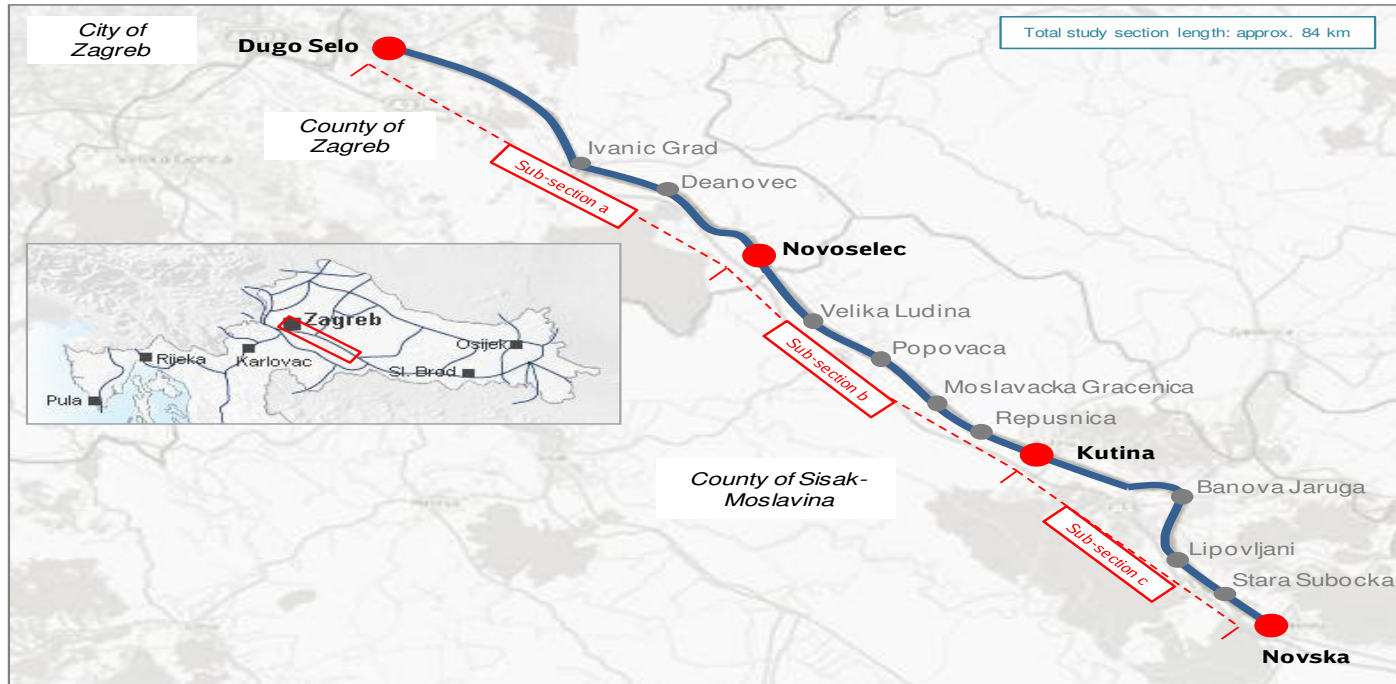 City of
Zagreb
Dugo Selo
Total study section length: approx. 84 km
County of
Zagreb
Ivanic Grad
Sub-section a
Deanovec
Novoselec
Zagreb
Rijeka
Karlovac
Osijek
Sl. Brod
Pula
Velika Ludina
Popovaca
Sub-section b
Moslavacka Gracenica
Repusnica
Kutina
County of Sisak-
Moslavina
Banova Jaruga
Sub-section c
Lipovljani
Stara Subocka
Novska